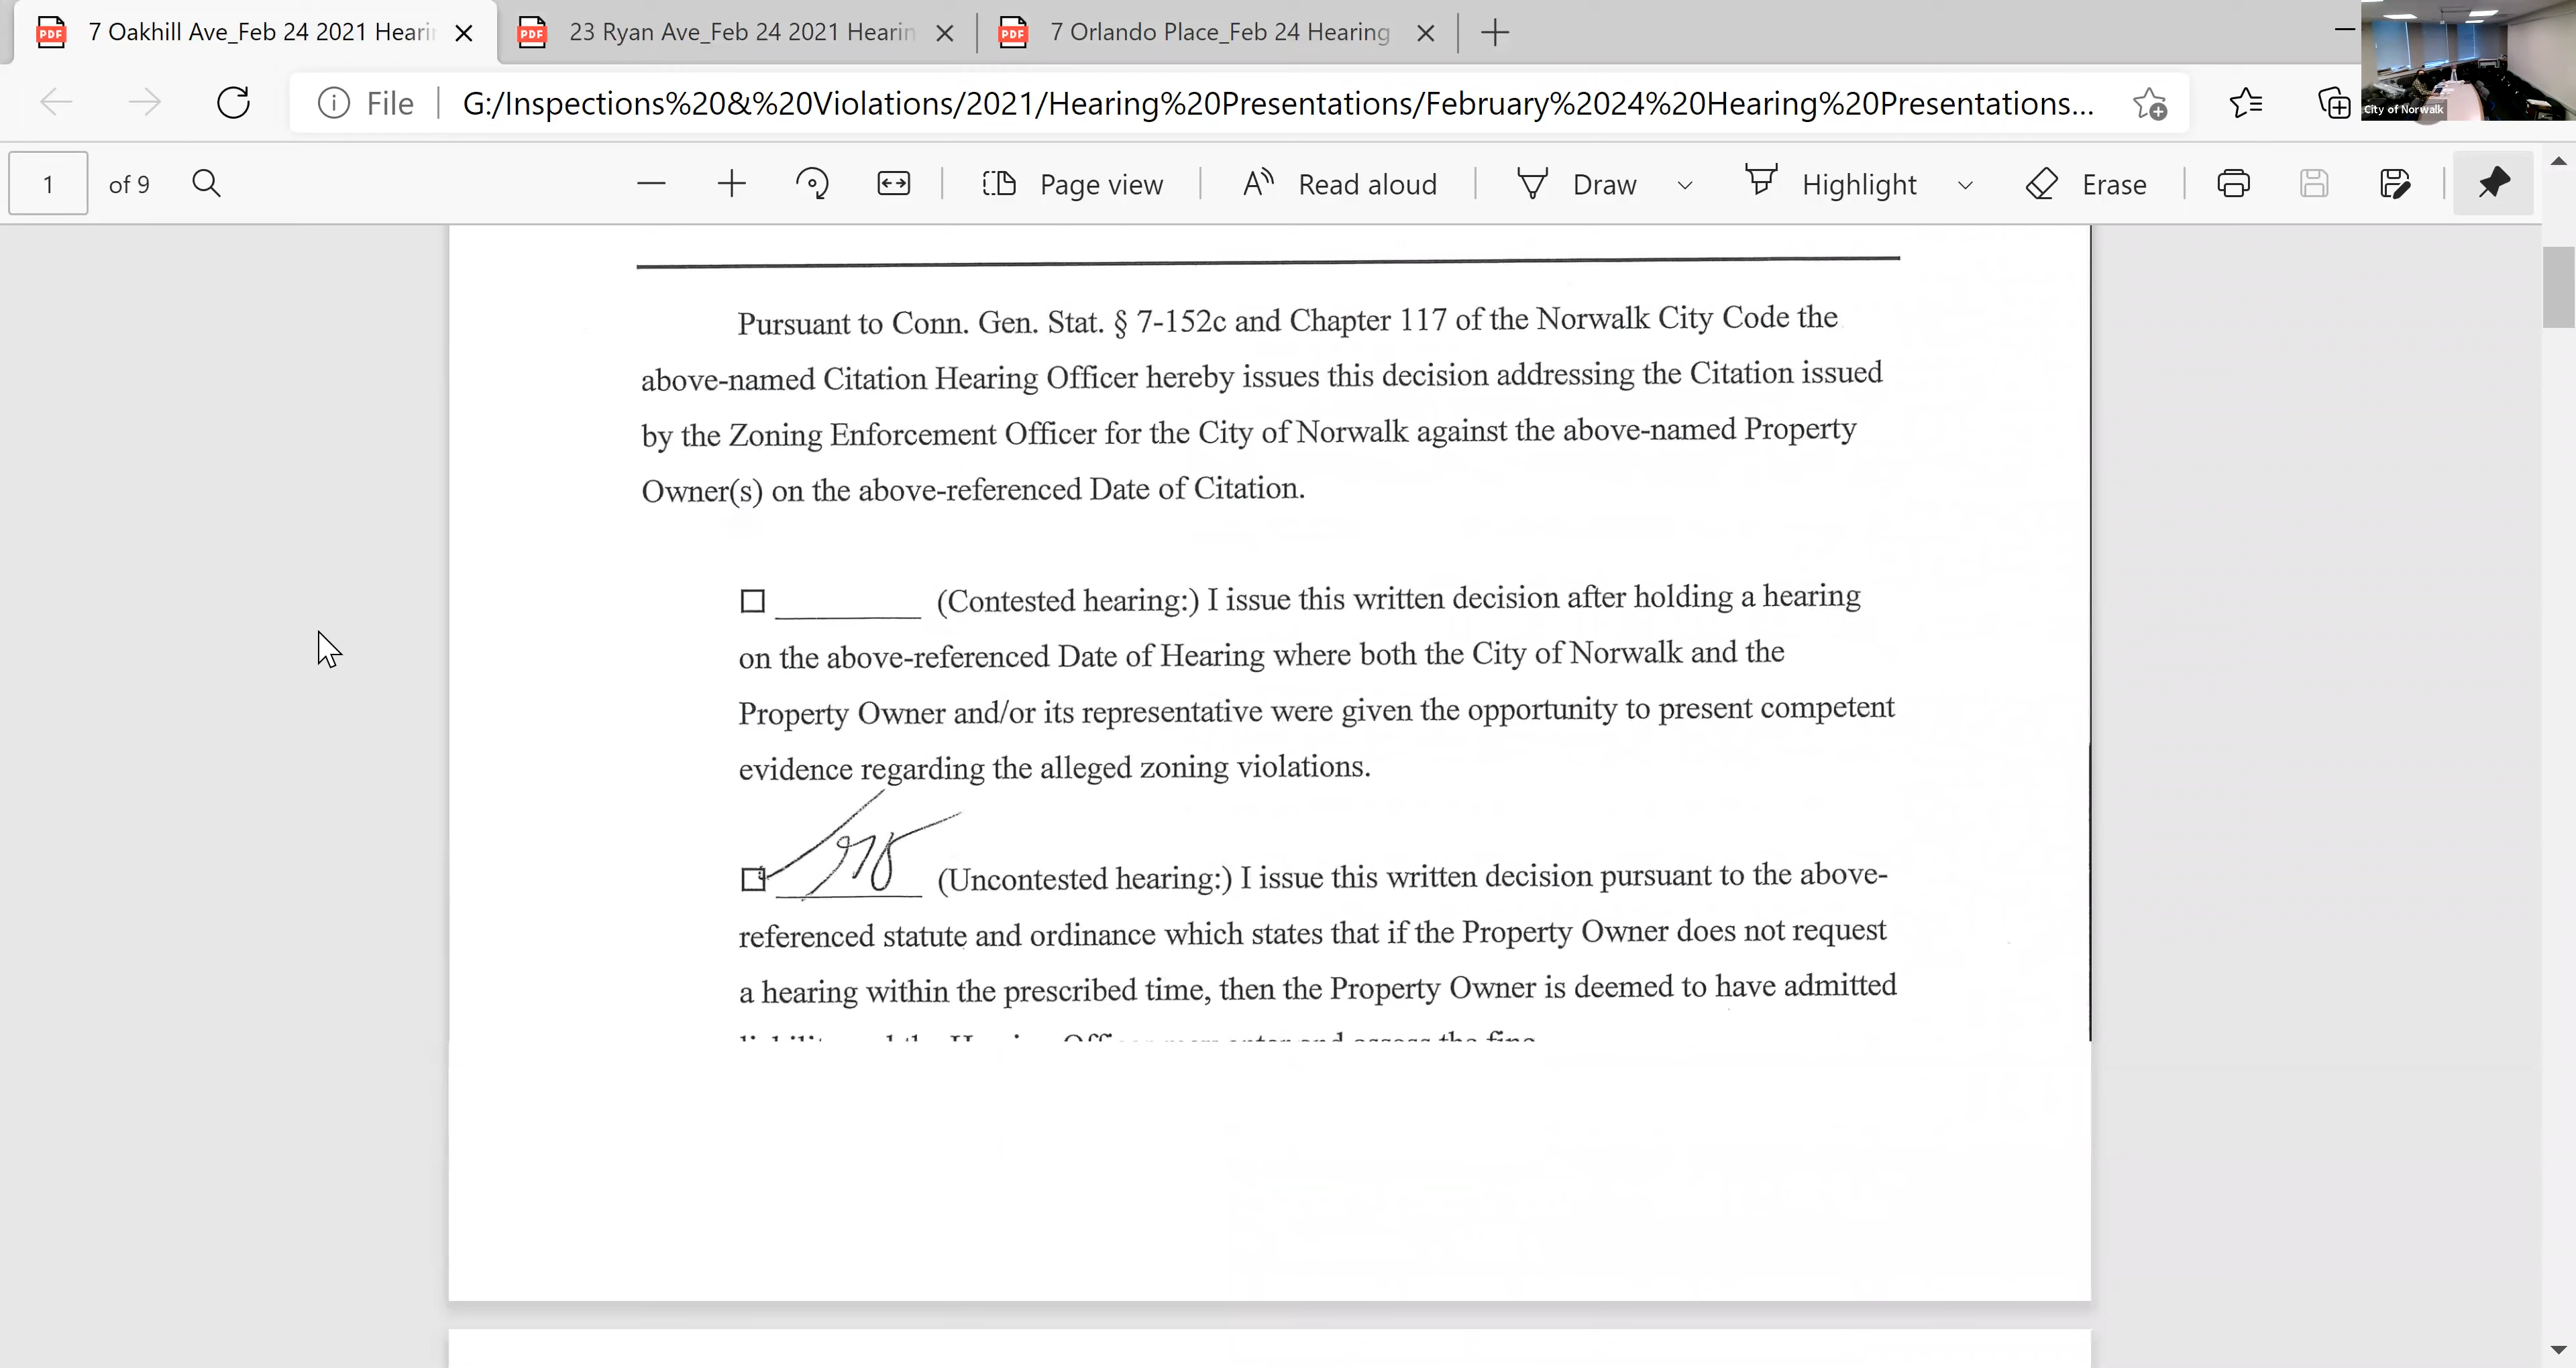 7 Oakhill Ave_Feb 24 2021 Heari
23 Ryan Ave_Feb 24 2021 Hearin
7 Orlando Place_Feb 24 Hearing
File
G:/Inspections%20&%20Violations/2021/Hearing%20Presentations/February%2024%20Hearing%20Presentations...
City of Norwalk
1 of 9
Page view
Read aloud
Draw
Highlight
Erase
Pursuant to Conn. Gen. Stat. § 7-152c and Chapter 117 of the Norwalk City Code the
above-named Citation Hearing Officer hereby issues this decision addressing the Citation issued
by the Zoning Enforcement Officer for the City of Norwalk against the above-named Property
Owner(s) on the above-referenced Date of Citation.
(Contested hearing:) I issue this written decision after holding a hearing
on the above-referenced Date of Hearing where both the City of Norwalk and the
Property Owner and/or its representative were given the opportunity to present competent
evidence regarding the alleged zoning violations.
(Uncontested hearing:) I issue this written decision pursuant to the above-
referenced statute and ordinance which states that if the Property Owner does not request
a hearing within the prescribed time, then the Property Owner is deemed to have admitted